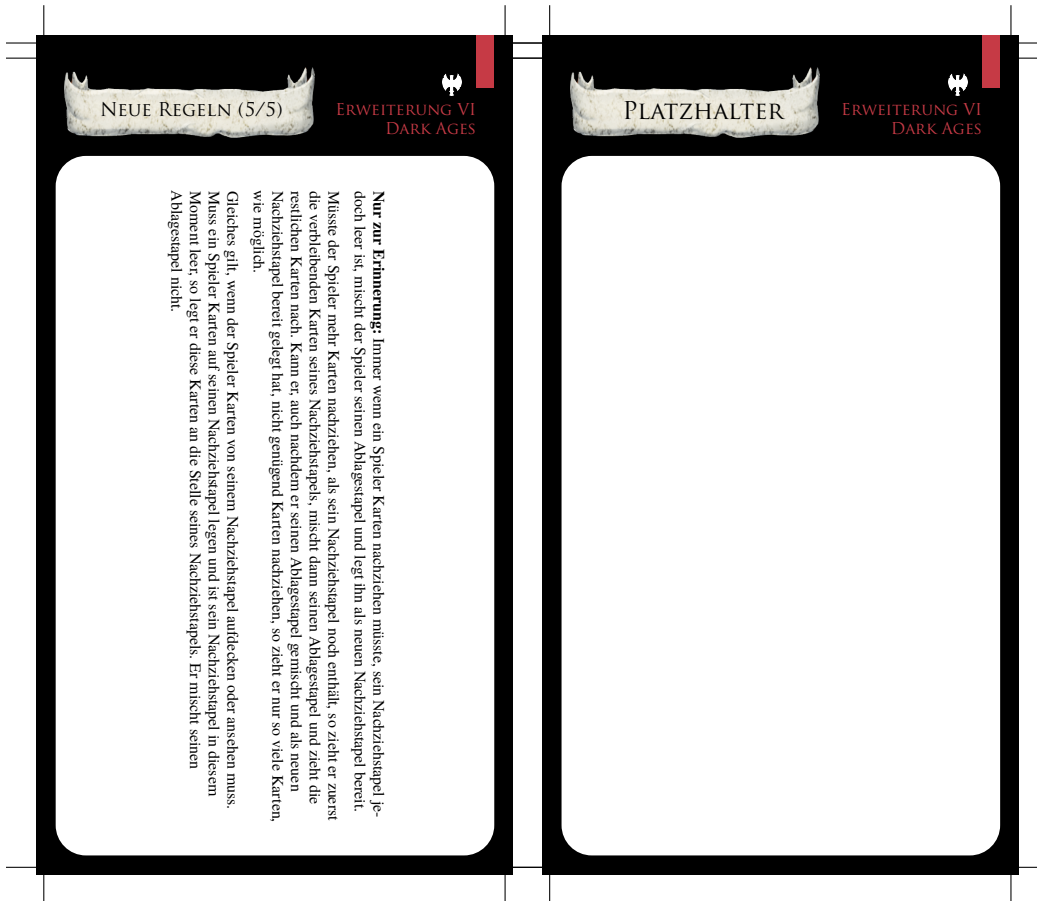 Neue Regeln (5/5)
Erweiterung VI
Dark Ages
Nur zur Erinnerung: Immer wenn ein Spieler Karten nachziehen müsste, sein Nachziehstapel je-
doch leer ist, mischt der Spieler seinen Ablagestapel und legt ihn als neuen Nachziehstapel bereit.
Müsste der Spieler mehr Karten nachziehen, als sein Nachziehstapel noch enthält, so zieht er zuerst
die verbleibenden Karten seines Nachziehstapels, mischt dann seinen Ablagestapel und zieht die
restlichen Karten nach. Kann er, auch nachdem er seinen Ablagestapel gemischt und als neuen
Nachziehstapel bereit gelegt hat, nicht genügend Karten nachziehen, so zieht er nur so viele Karten,
wie möglich.
Gleiches gilt, wenn der Spieler Karten von seinem Nachziehstapel aufdecken oder ansehen muss.
Muss ein Spieler Karten auf seinen Nachziehstapel legen und ist sein Nachziehstapel in diesem
Moment leer, so legt er diese Karten an die Stelle seines Nachziehstapels. Er mischt seinen
Ablagestapel nicht.
Platzhalter
Erweiterung VI
Dark Ages